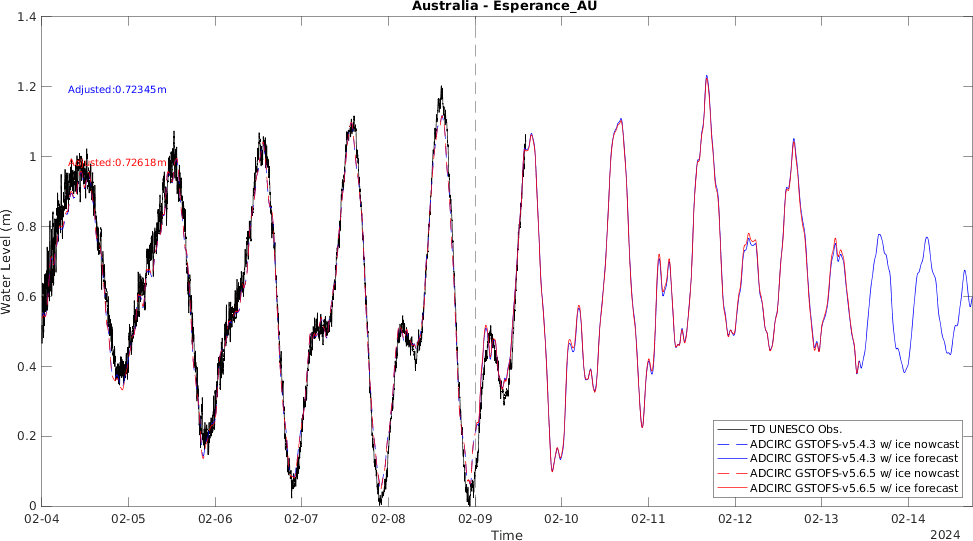 Australia - Esperance_AU
1.4
1.2
1
0.8
0.6
0.4
0.2
0
Water Level (m)
Adjusted:0.72345m
Adjusted:0.72618m
TD UNESCO Obs.
ADCIRC GSTOFS-v5.4.3 w/ ice nowcast
ADCIRC GSTOFS-v5.4.3 w/ ice forecast
ADCIRC GSTOFS-v5.6.5 w/ ice nowcast
ADCIRC GSTOFS-v5.6.5 w/ ice forecast
02-04 02-05 02-06 02-07 02-08 02-09 02-10 02-11 02-12 02-13 02-14
Time
2024